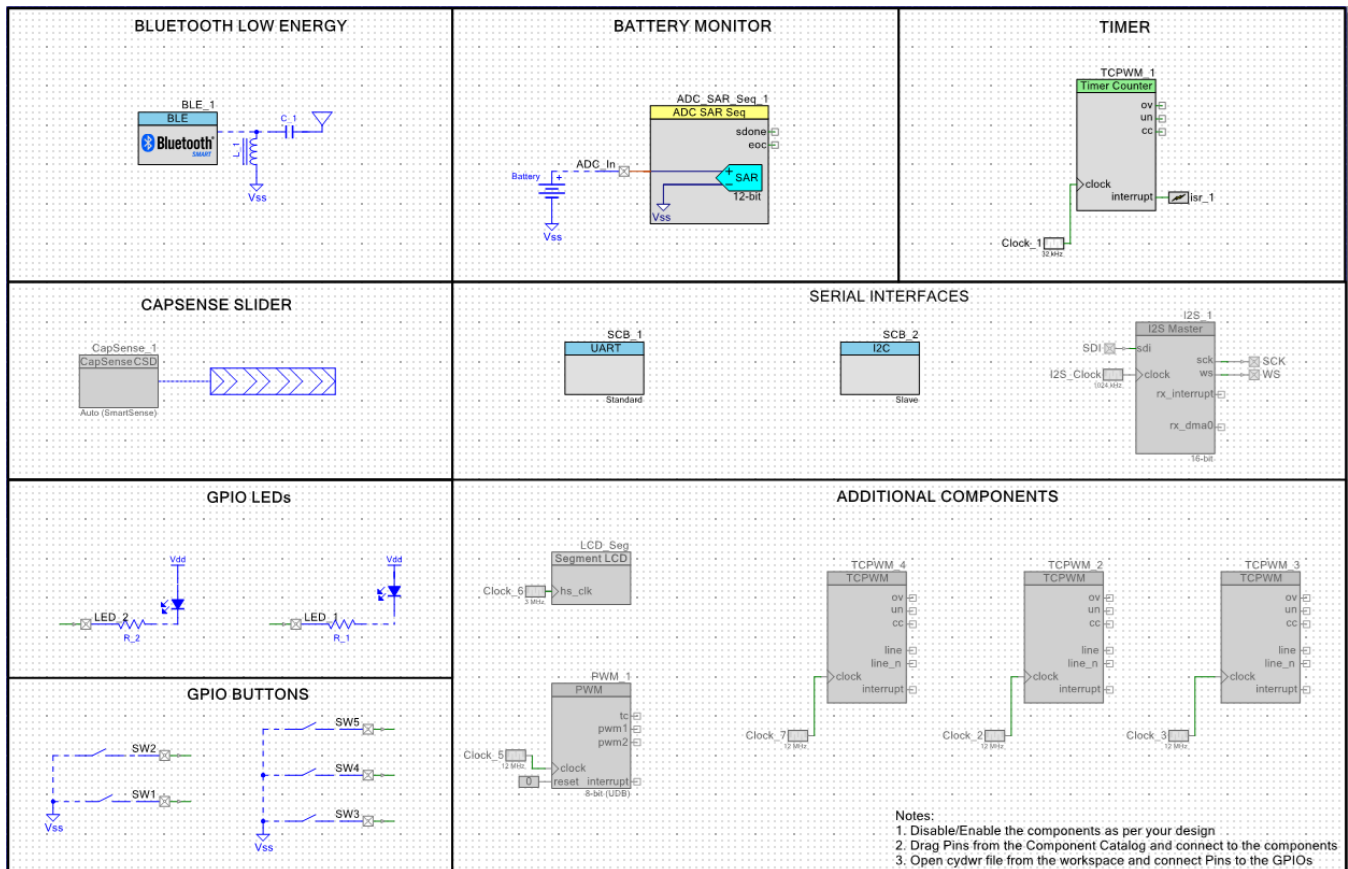 BLUETOOTH LOW ENERGY
BLE_1
BLE
Bluetooth
SMART
L_1
C_1
Vss
BATTERY MONITOR
ADC_SAR_Seq_1
ADC SAR Seq
sdone
eoc
ADC_In
Battery
+
+
SAR
−
12-bit
Vss
Vss
TIMER
TCPWM_1
Timer Counter
ov
un
cc
clock
interrupt
isr_1
Clock_1
32 kHz
CAPSENSE SLIDER
CapSense_1
CapSense CSD
Auto (SmartSense)
SERIAL INTERFACES
SCB_1
UART
Standard
SCB_2
I2C
Slave
I2S_1
I2S Master
SDI
sdi
sck
SCK
I2S_Clock
1024 kHz
clock
ws
WS
rx_interrupt
rx_dma0
16-bit
GPIO LEDs
Vdd
LED_2
R_2
Vdd
LED_1
R_1
GPIO BUTTONS
SW2
SW1
Vss
SW5
SW4
SW3
Vss
ADDITIONAL COMPONENTS
LCD_Seg
Segment LCD
Clock_6
3 MHz
hs_clk
PWM_1
PWM
tc
pwm1
pwm2
Clock_5
12 MHz
clock
0
reset interrupt
8-bit (UDB)
TCPWM_4
TCPWM
ov
un
cc
line
line_n
clock
interrupt
Clock_7
12 MHz
TCPWM_2
TCPWM
ov
un
cc
line
line_n
clock
interrupt
Clock_2
12 MHz
TCPWM_3
TCPWM
ov
un
cc
line
line_n
clock
interrupt
Clock_3
12 MHz
Notes:
1. Disable/Enable the components as per your design
2. Drag Pins from the Component Catalog and connect to the components
3. Open cydwr file from the workspace and connect Pins to the GPIOs